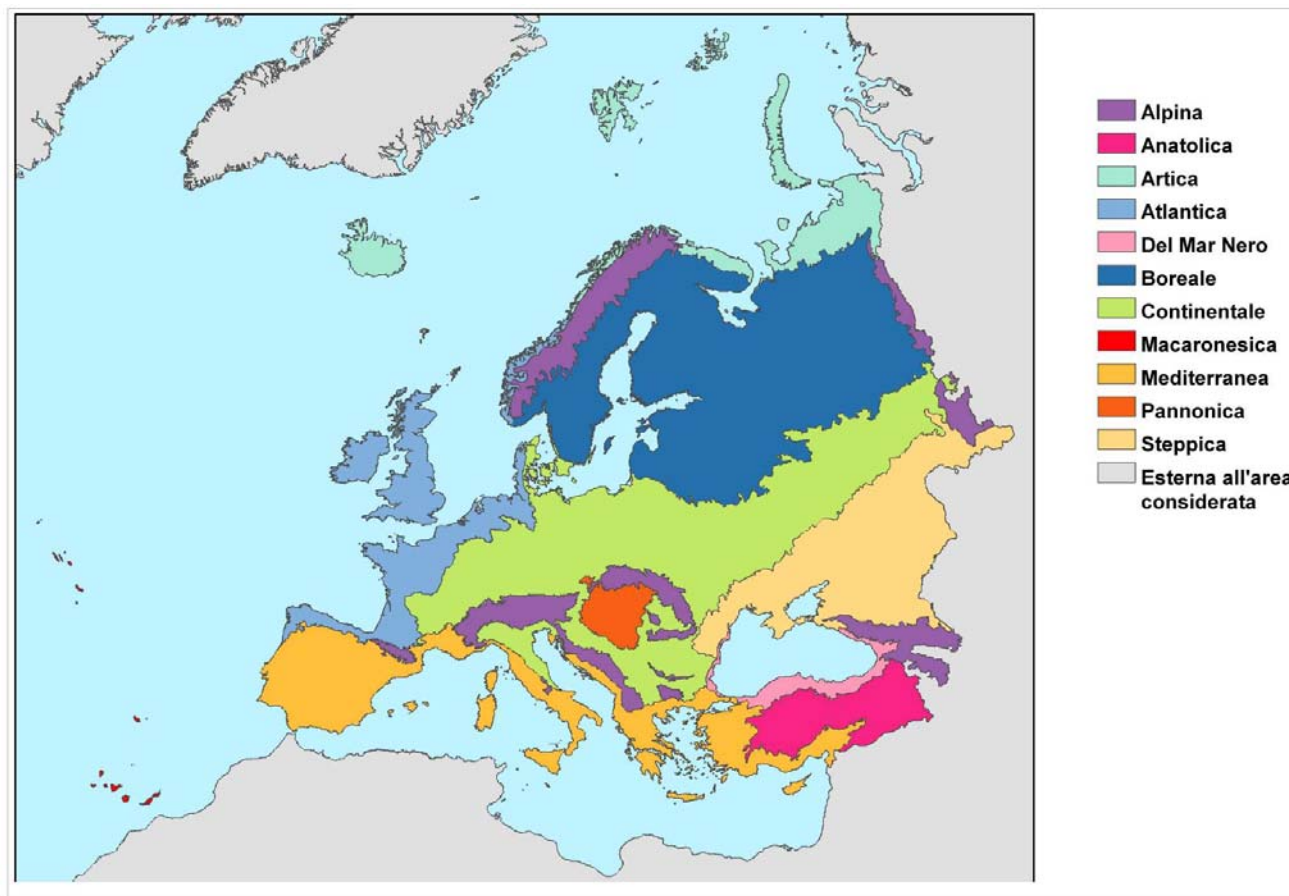 Alpina
Anatolica
Artica
Atlantica
Del Mar Nero
Boreale
Continentale
Macaronesica
Mediterranea
Pannonica
Steppica
Esterna all'area
considerata